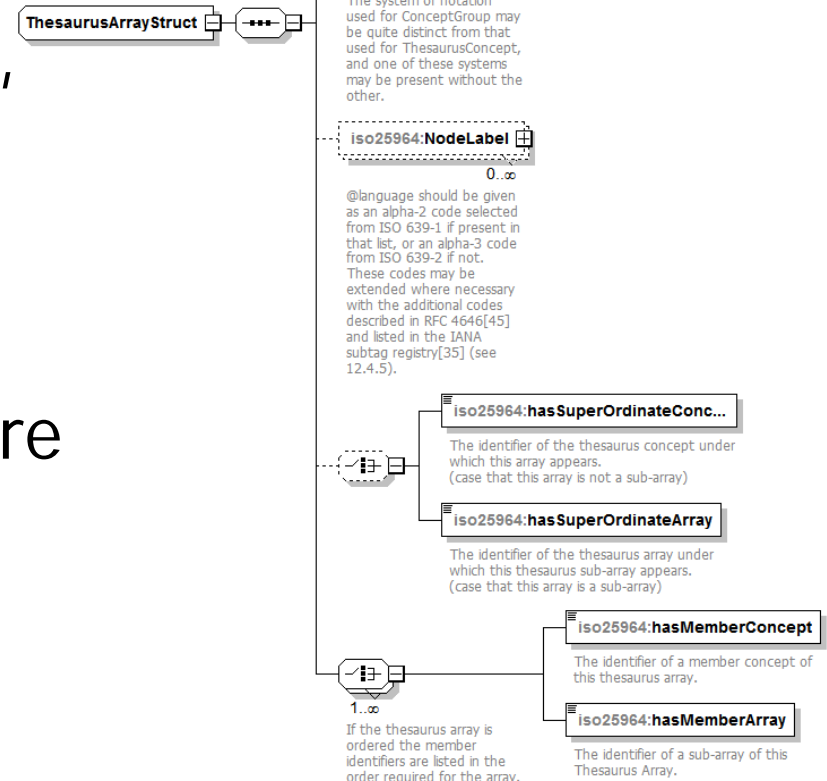 The system of notation
used for ConceptGroup may
be quite distinct from that
used for ThesaurusConcept,
and one of these systems
may be present without the
other.
ThesaurusArrayStruct
,
iso25964:NodeLabel
0..∞
@language should be given
as an alpha-2 code selected
from ISO 639-1 if present in
that list, or an alpha-3 code
from ISO 639-2 if not.
These codes may be
extended where necessary
with the additional codes
described in RFC 4646[45]
and listed in the IANA
subtag registry[35] (see
12.4.5).
re
iso25964:hasSuperOrdinateConc...
The identifier of the thesaurus concept under
which this array appears.
(case that this array is not a sub-array)
iso25964:hasSuperOrdinateArray
The identifier of the thesaurus array under
which this thesaurus sub-array appears.
(case that this array is a sub-array)
iso25964:hasMemberConcept
The identifier of a member concept of
this thesaurus array.
1..∞
If the thesaurus array is
ordered the member
identifiers are listed in the
order required for the array.
iso25964:hasMemberArray
The identifier of a sub-array of this
Thesaurus Array.